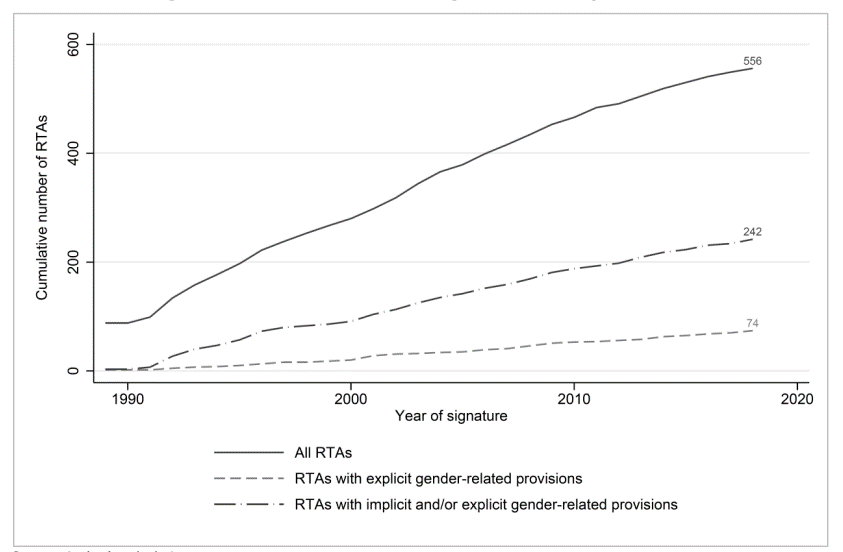 600
400
200
0
Cumulative number of RTAs
556
242
74
1990
2000
2010
2020
Year of signature
All RTAs
RTAs with explicit gender-related provisions
RTAs with implicit and/or explicit gender-related provisions